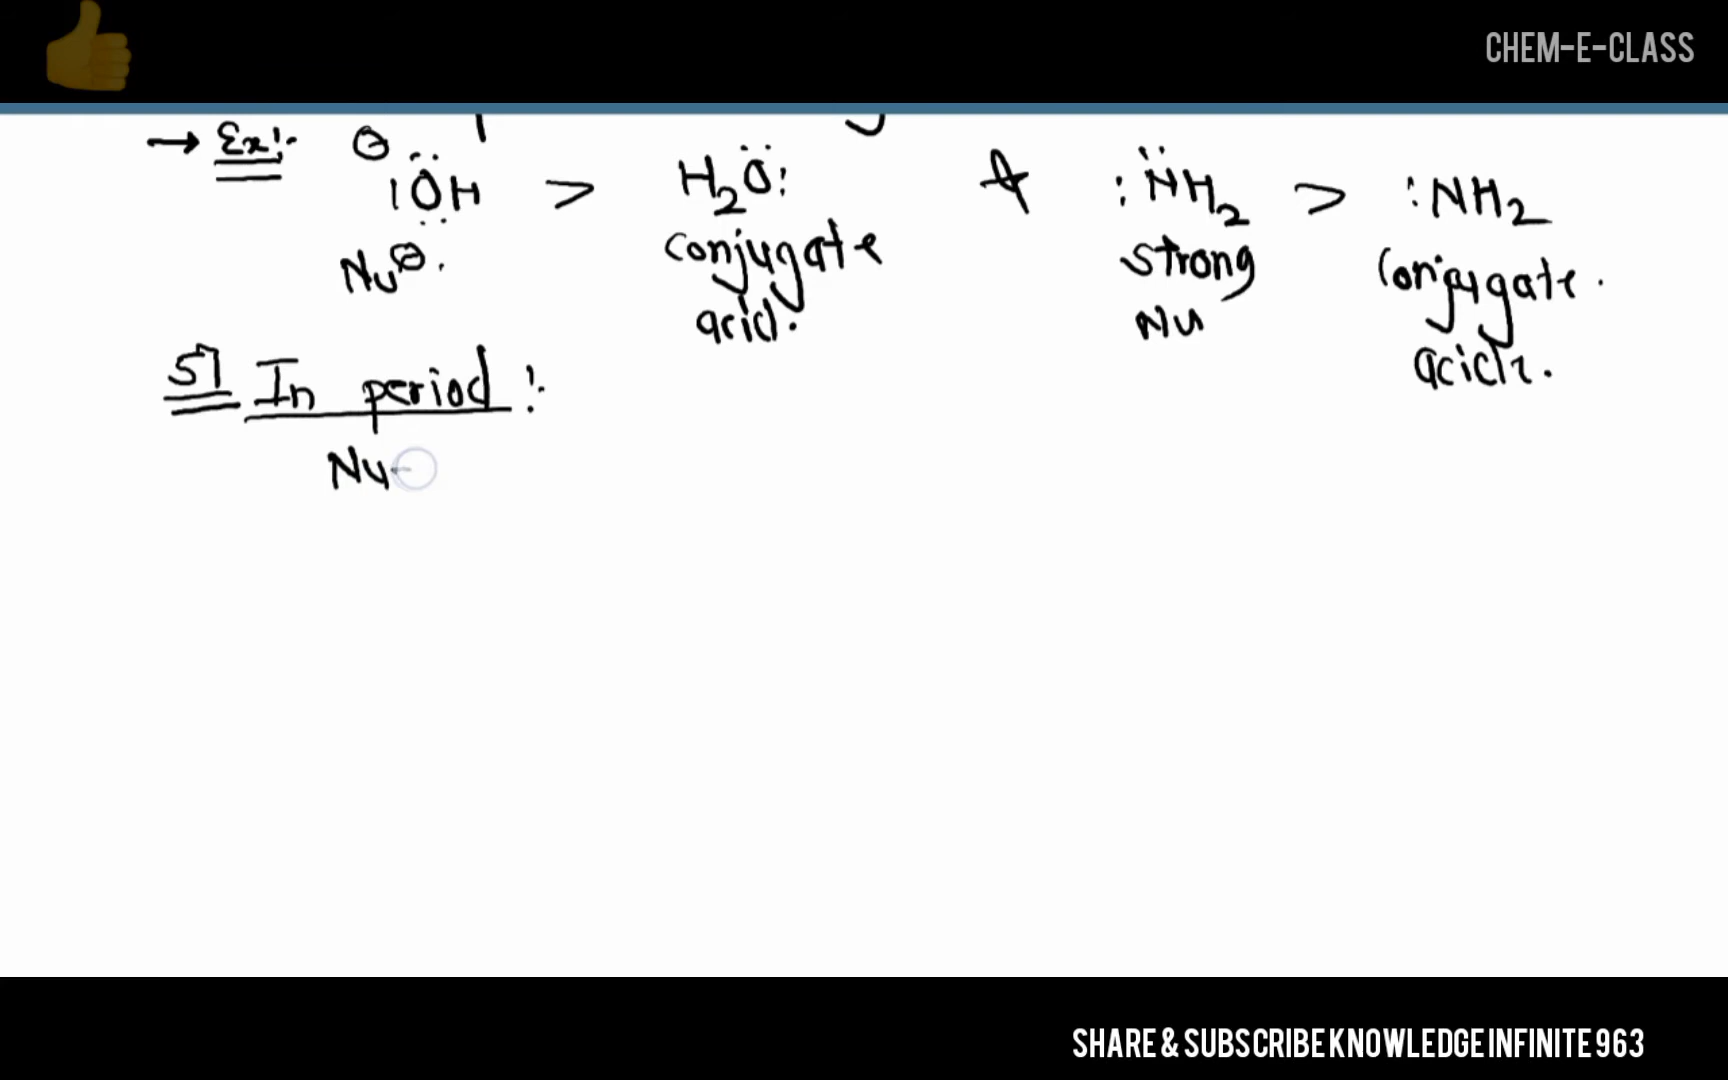 CHEM-E-CLASS
→ Ex:- ⊖ :ÖH > H₂Ö: & :N̈H₂ > :NH₂
Nu⊖. conjugate acid. strong Nu conjugate acid.
5] In period :-
Nu-
SHARE & SUBSCRIBE KNOWLEDGE INFINITE 963